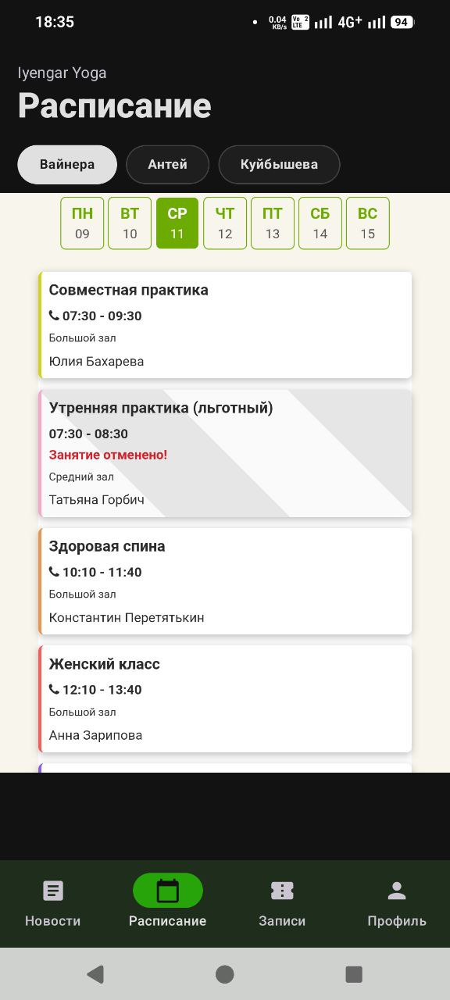 18:35
0.04 KB/s Vo LTE 2 4G+ 94
Iyengar Yoga
Расписание
Вайнера Антей Куйбышева
ПН ВТ СР ЧТ ПТ СБ ВС
09 10 11 12 13 14 15
Совместная практика
07:30 - 09:30
Большой зал
Юлия Бахарева
Утренняя практика (льготный)
07:30 - 08:30
Занятие отменено!
Средний зал
Татьяна Горбич
Здоровая спина
10:10 - 11:40
Большой зал
Константин Перетятькин
Женский класс
12:10 - 13:40
Большой зал
Анна Зарипова
Новости Расписание Записи Профиль